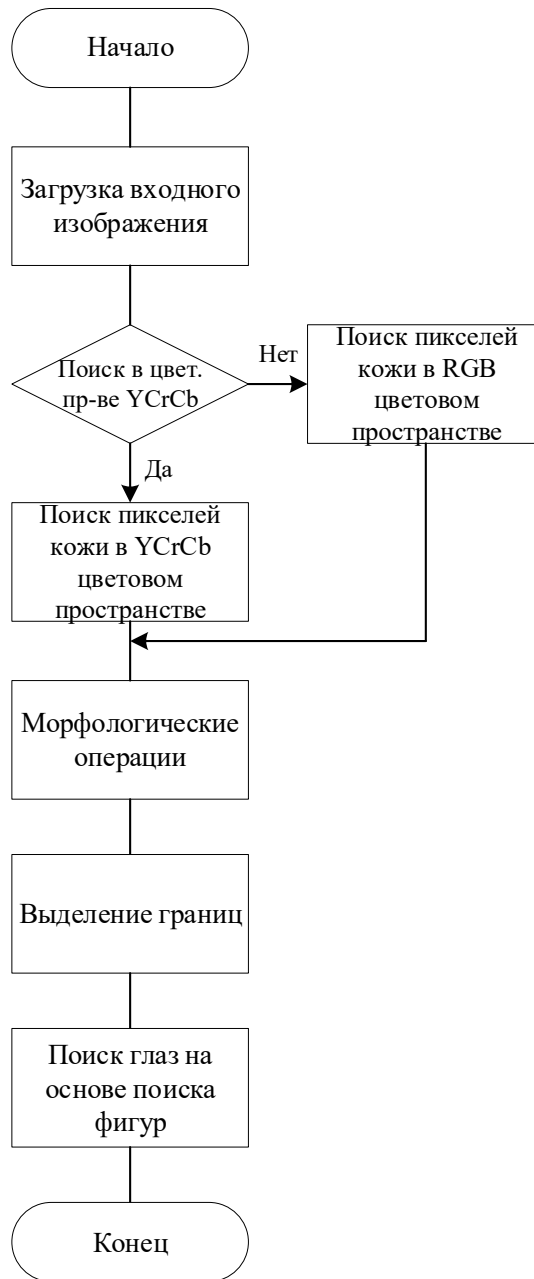 Начало
Загрузка входного
изображения
Поиск в цвет.
пр-ве YCrCb
Нет
Поиск пикселей
кожи в RGB
цветовом
пространстве
Да
Поиск пикселей
кожи в YCrCb
цветовом
пространстве
Морфологические
операции
Выделение границ
Поиск глаз на
основе поиска
фигур
Конец